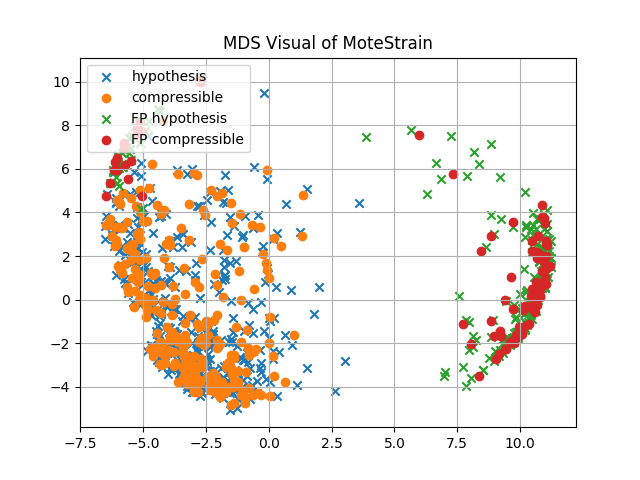 MDS Visual of MoteStrain
hypothesis
compressible
FP hypothesis
FP compressible
10
8
6
4
2
0
−2
−4
−7.5 −5.0 −2.5 0.0 2.5 5.0 7.5 10.0